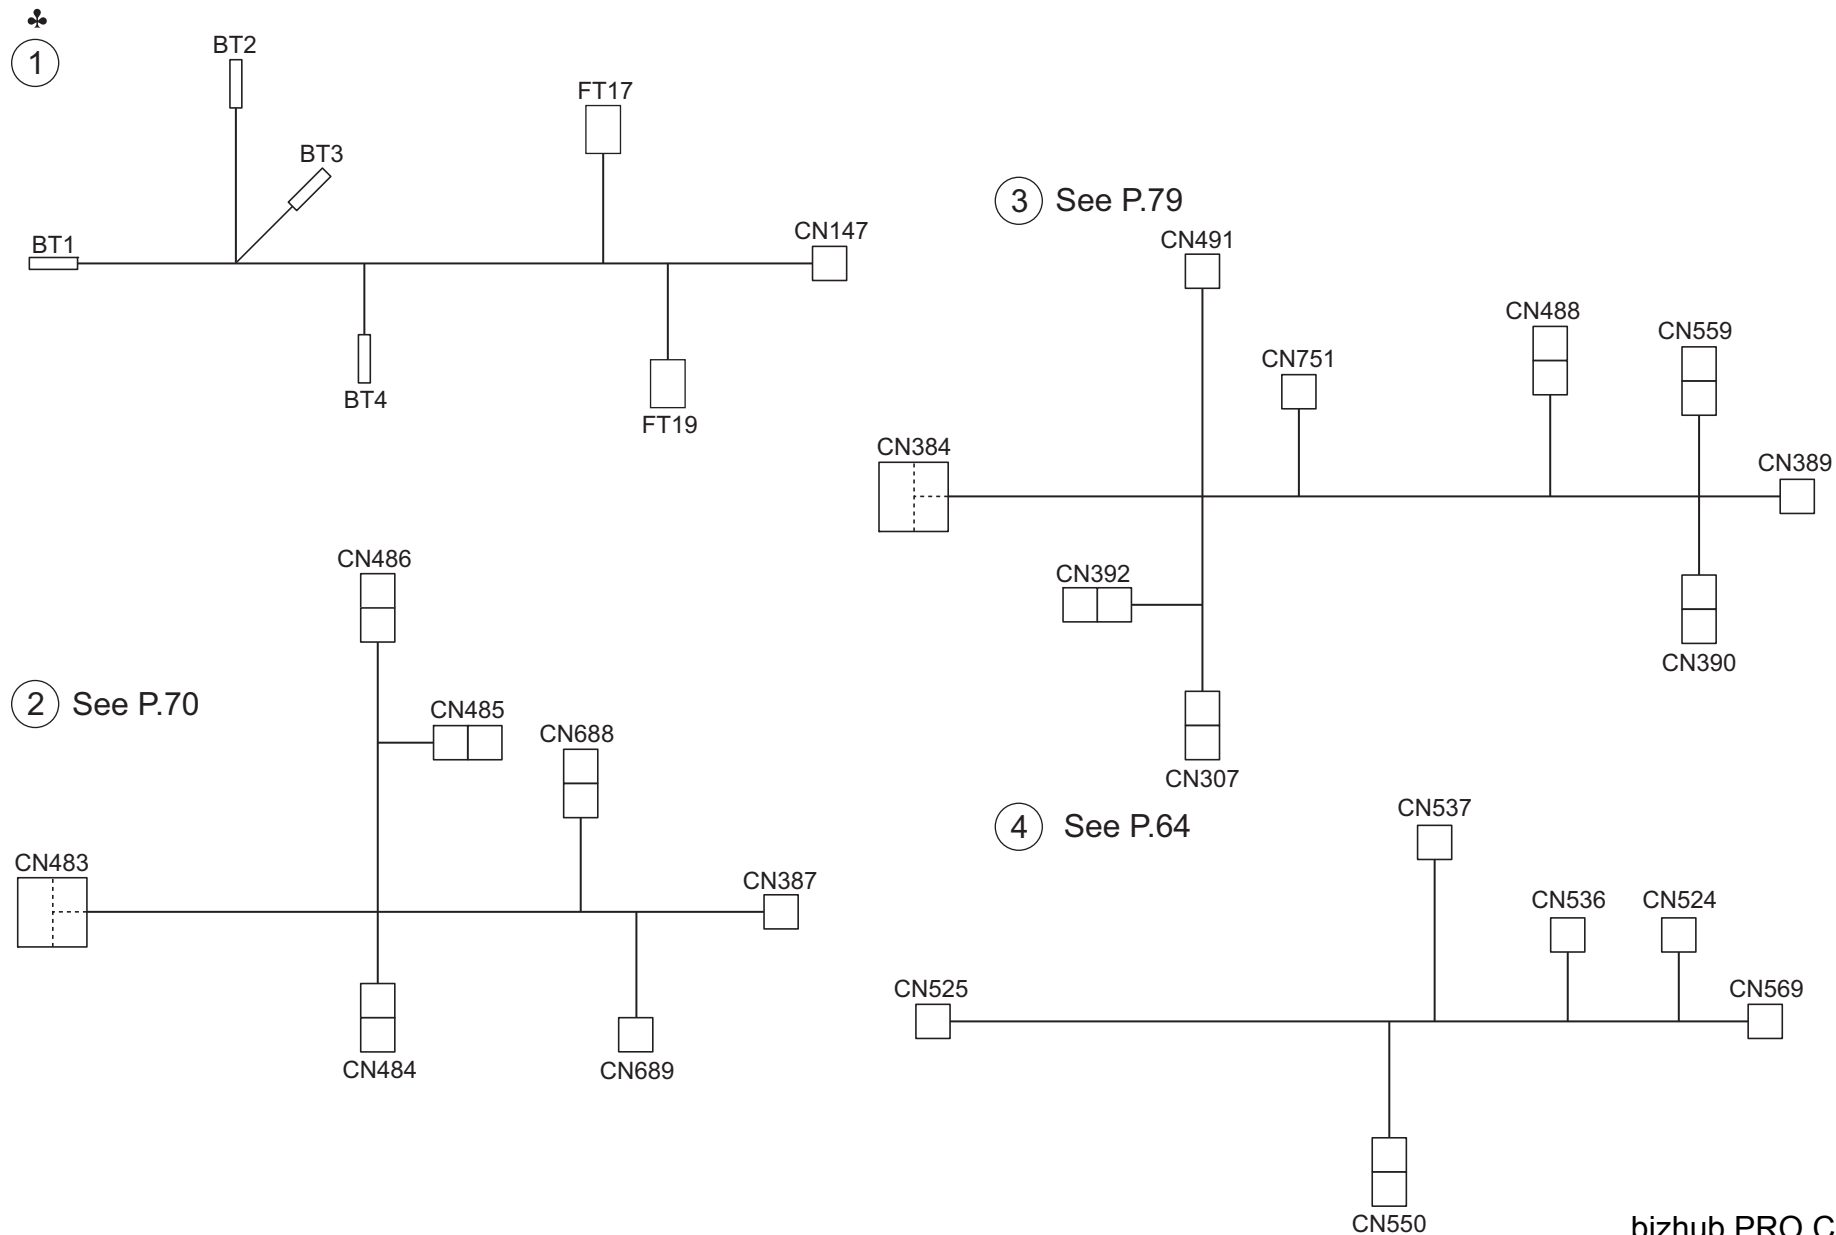 ♣
1
BT2
FT17
BT3
BT1
CN147
BT4
FT19
3 See P.79
CN491
CN488
CN559
CN751
CN384
CN389
CN392
CN390
CN307
2 See P.70
CN486
CN485
CN688
CN483
CN387
CN484
CN689
4 See P.64
CN537
CN536
CN524
CN525
CN569
CN550
bizhub PRO C